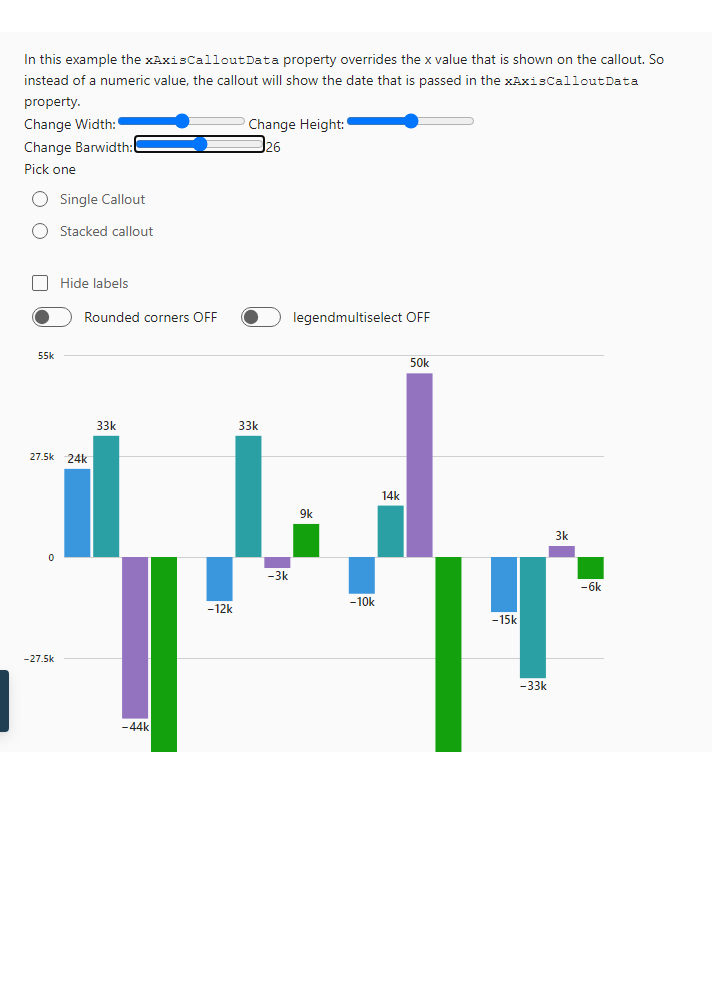 In this example the xAxisCalloutData property overrides the x value that is shown on the callout. So
instead of a numeric value, the callout will show the date that is passed in the xAxisCalloutData
property.
Change Width: Change Height:
Change Barwidth: 26
Pick one
Single Callout
Stacked callout
Hide labels
Rounded corners OFF legendmultiselect OFF
55k
50k
33k 33k
27.5k 24k
14k
9k
3k
0
−3k
−6k
−10k
−12k
−15k
−27.5k
−33k
−44k